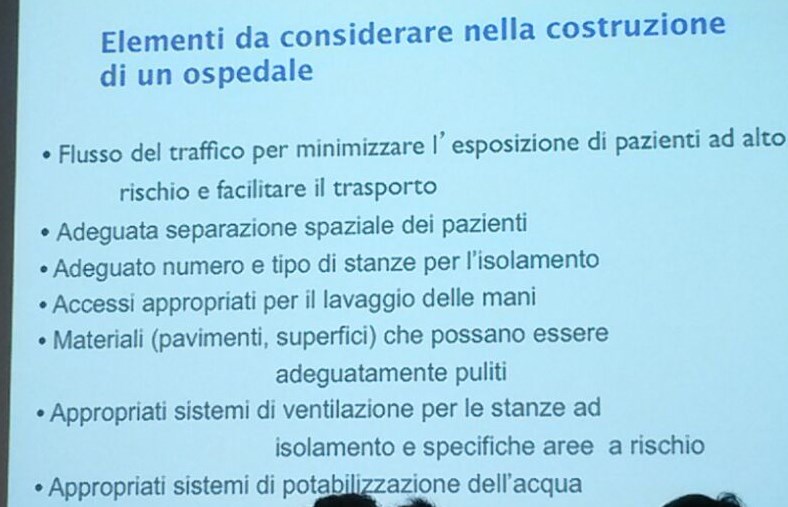 Elementi da considerare nella costruzione
di un ospedale
• Flusso del traffico per minimizzare l' esposizione di pazienti ad alto
rischio e facilitare il trasporto
• Adeguata separazione spaziale dei pazienti
• Adeguato numero e tipo di stanze per l'isolamento
• Accessi appropriati per il lavaggio delle mani
• Materiali (pavimenti, superfici) che possano essere
adeguatamente puliti
• Appropriati sistemi di ventilazione per le stanze ad
isolamento e specifiche aree a rischio
• Appropriati sistemi di potabilizzazione dell'acqua